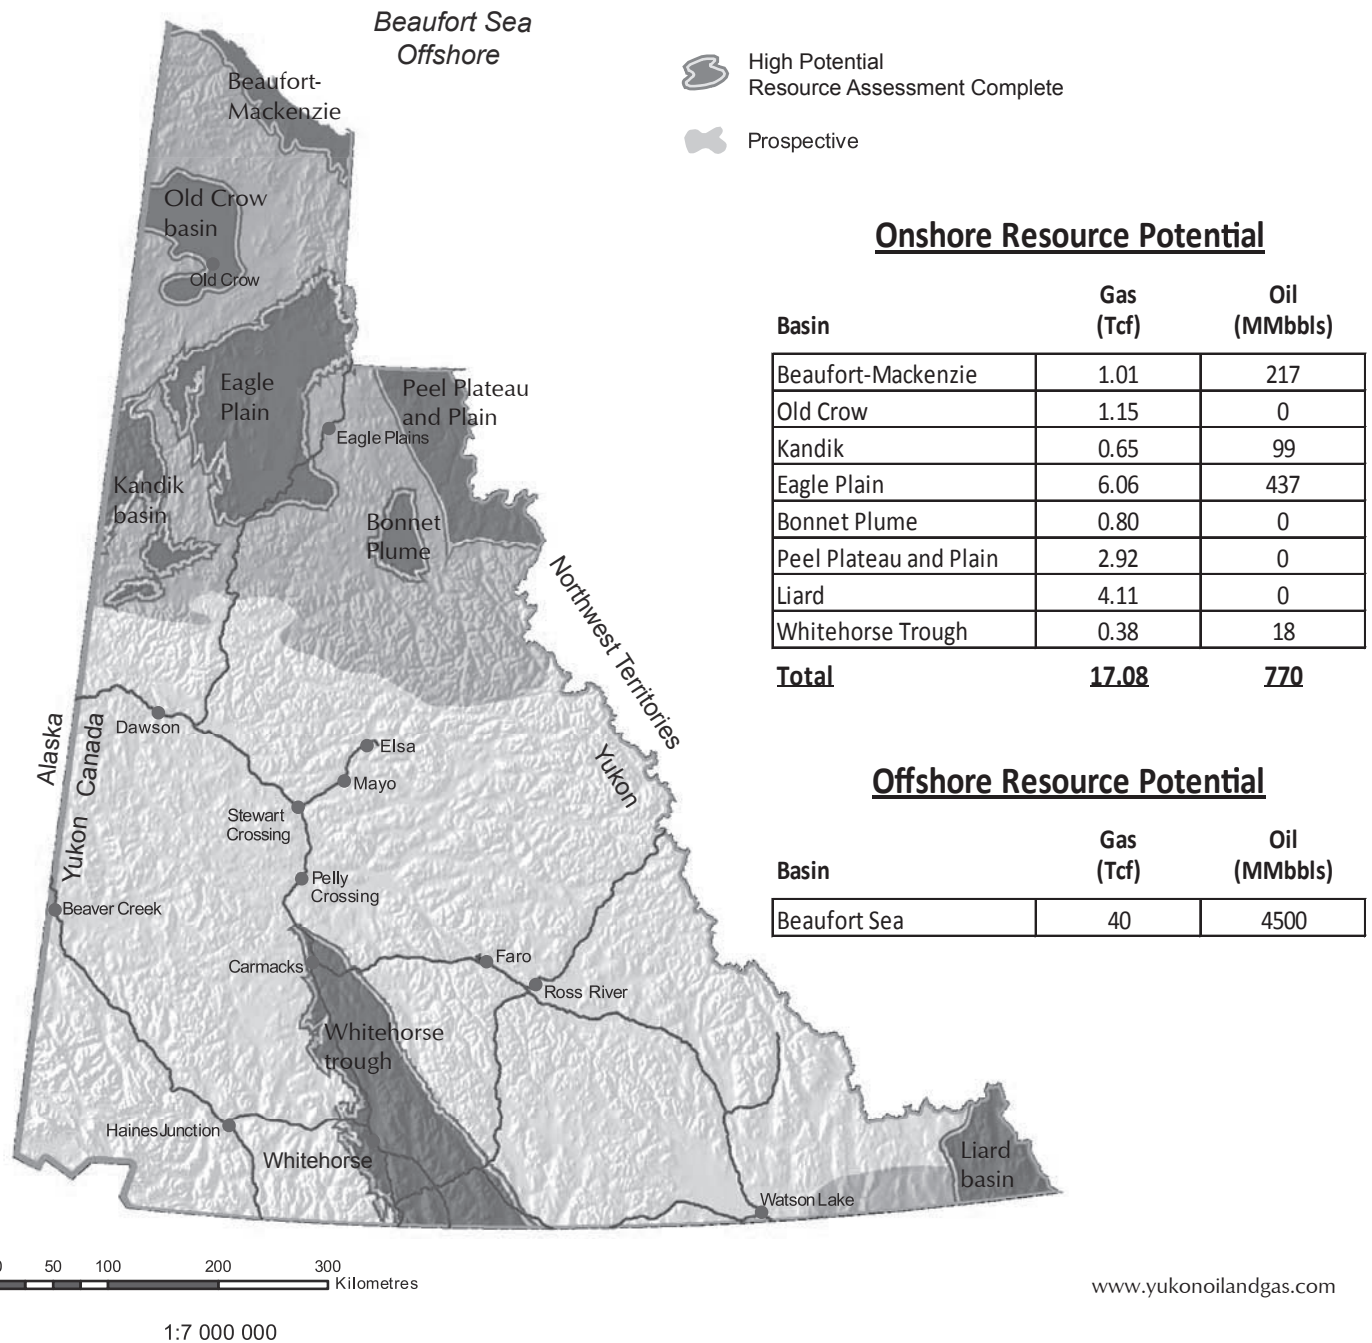 Beaufort Sea
Offshore
High Potential
Resource Assessment Complete
Prospective
Beaufort-
Mackenzie
Old Crow
basin
Old Crow
Eagle
Plain
Peel Plateau
and Plain
Eagle Plains
Kandik
basin
Bonnet
Plume
Northwest Territories
Yukon
Alaska
Yukon Canada
Dawson
Elsa
Mayo
Stewart
Crossing
Pelly
Crossing
Beaver Creek
Carmacks
Faro
Ross River
Whitehorse
trough
Haines Junction
Whitehorse
Watson Lake
Liard
basin
Onshore Resource Potential
Basin Gas (Tcf) Oil (MMbbls)
Beaufort-Mackenzie 1.01 217
Old Crow 1.15 0
Kandik 0.65 99
Eagle Plain 6.06 437
Bonnet Plume 0.80 0
Peel Plateau and Plain 2.92 0
Liard 4.11 0
Whitehorse Trough 0.38 18
Total 17.08 770
Offshore Resource Potential
Basin Gas (Tcf) Oil (MMbbls)
Beaufort Sea 40 4500
50 100 200 300
Kilometres
1:7 000 000
www.yukonoilandgas.com